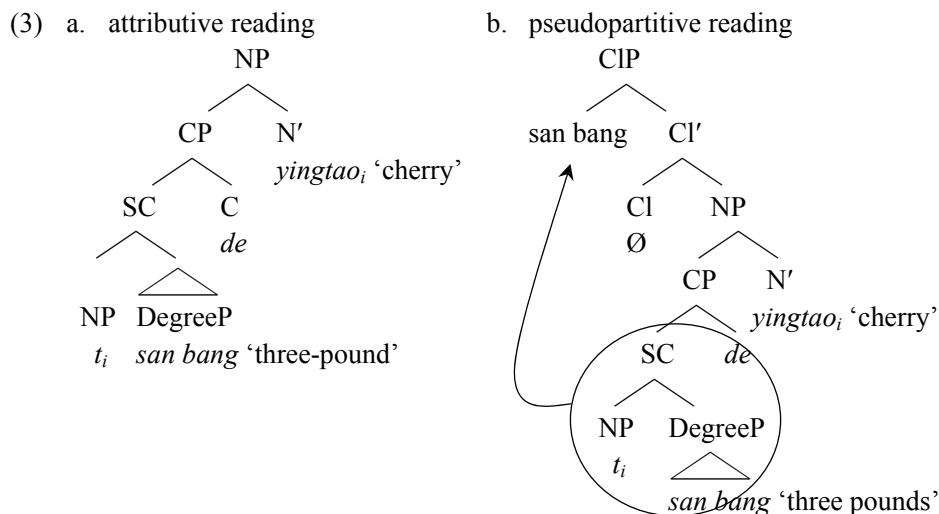 (3) a. attributive reading b. pseudopartitive reading
NP ClP
CP N′ san bang Cl′
yingtaoᵢ ‘cherry’
SC C Cl NP
de Ø
CP N′
NP DegreeP yingtaoᵢ ‘cherry’
tᵢ san bang ‘three-pound’ SC de
NP DegreeP
tᵢ
san bang ‘three pounds’